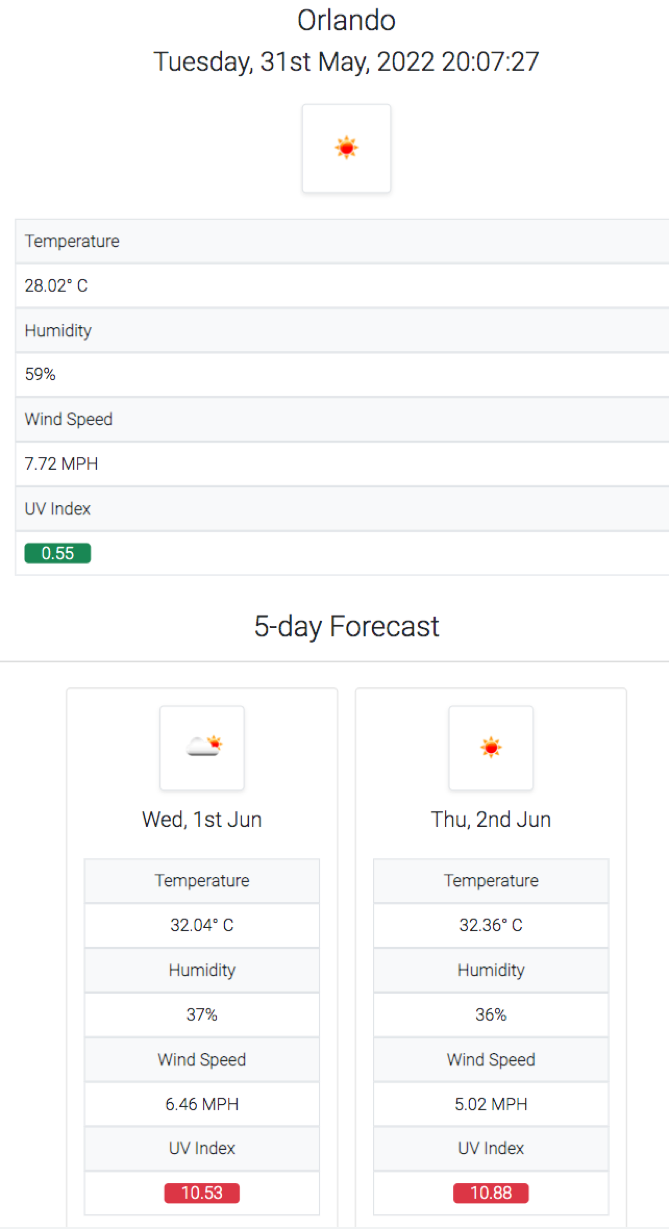 Orlando
Tuesday, 31st May, 2022 20:07:27
Temperature
28.02° C
Humidity
59%
Wind Speed
7.72 MPH
UV Index
0.55
5-day Forecast
Wed, 1st Jun
Temperature
32.04° C
Humidity
37%
Wind Speed
6.46 MPH
UV Index
10.53
Thu, 2nd Jun
Temperature
32.36° C
Humidity
36%
Wind Speed
5.02 MPH
UV Index
10.88